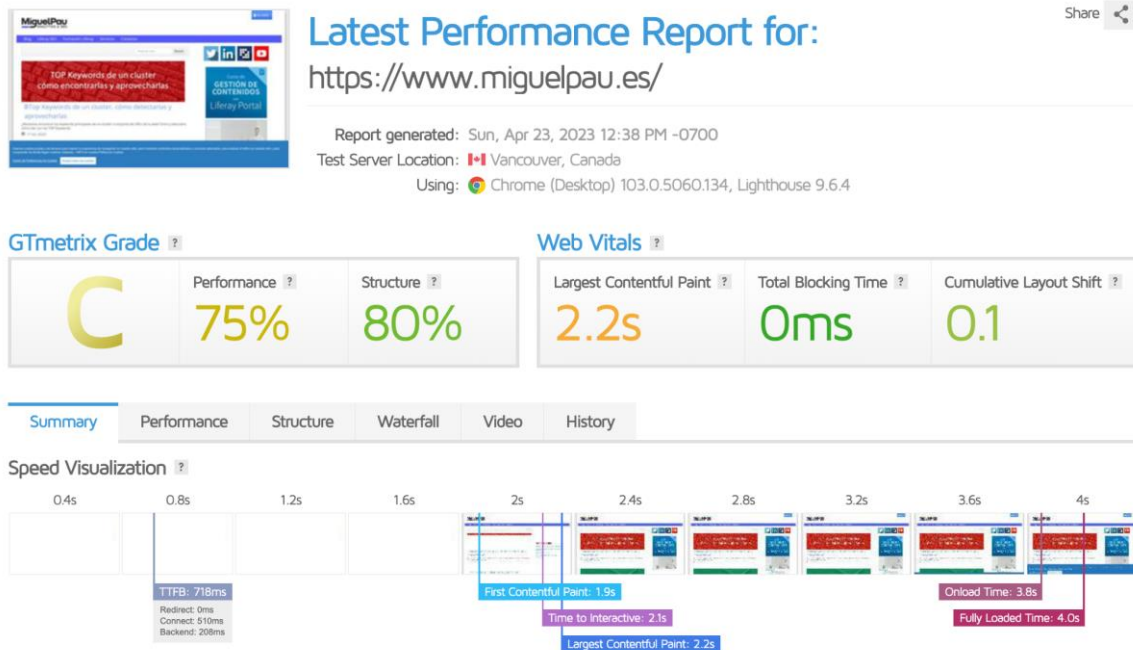 MiguelPau
TOP Keywords de un cluster
cómo encontrarlas y aprovecharlas
GESTIÓN DE
CONTENIDOS
Liferay Portal
Latest Performance Report for:
Share
https://www.miguelpau.es/
Report generated: Sun, Apr 23, 2023 12:38 PM -0700
Test Server Location: Vancouver, Canada
Using: Chrome (Desktop) 103.0.5060.134, Lighthouse 9.6.4
GTmetrix Grade ?
Web Vitals ?
C
Performance ?
75%
Structure ?
80%
Largest Contentful Paint ?
2.2s
Total Blocking Time ?
0ms
Cumulative Layout Shift ?
0.1
Summary Performance Structure Waterfall Video History
Speed Visualization ?
0.4s 0.8s 1.2s 1.6s 2s 2.4s 2.8s 3.2s 3.6s 4s
TTFB: 718ms
Redirect: 0ms
Connect: 510ms
Backend: 208ms
First Contentful Paint: 1.9s
Time to Interactive: 2.1s
Largest Contentful Paint: 2.2s
Onload Time: 3.8s
Fully Loaded Time: 4.0s